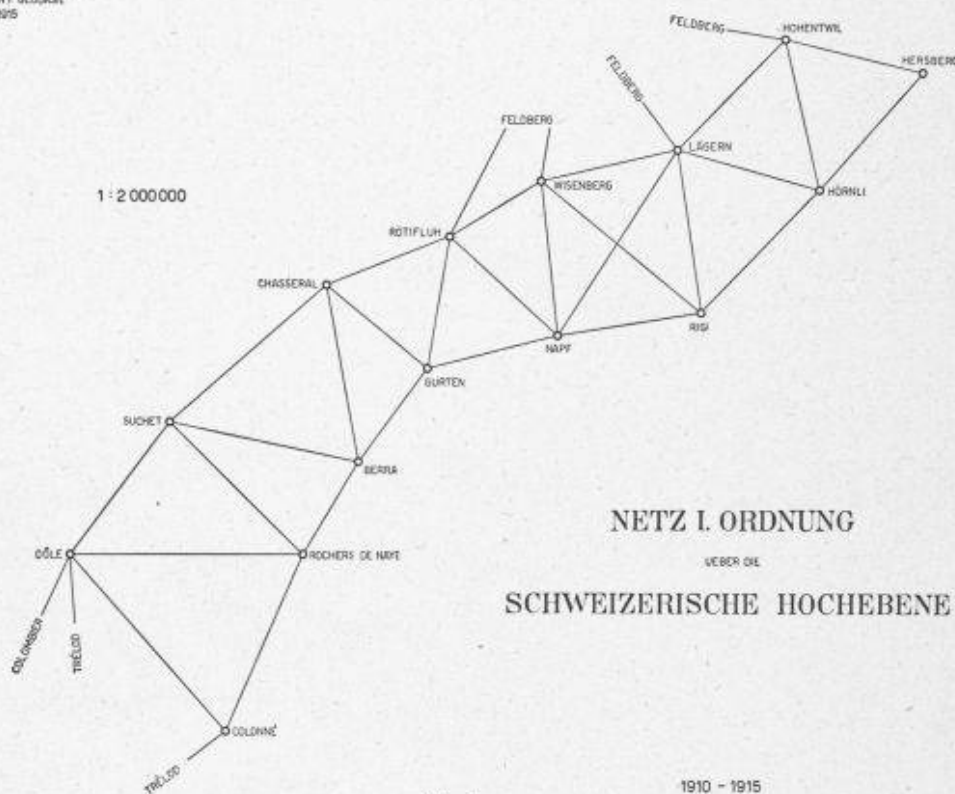 1915
FELDBERG
HOHENTWIL
HERSBERG
FELDBERG
FELDBERG
LÄGERN
1 : 2 000 000
WISENBERG
HÖRNLI
RÖTIFLUH
CHASSERAL
RIGI
NAPF
GURTEN
SUCHET
BERRA
NETZ I. ORDNUNG
UEBER DIE
SCHWEIZERISCHE HOCHEBENE
DÔLE
ROCHERS DE NAYE
COLOMBIER
TRÉLOD
COLONNÉ
TRÉLOD
1910 - 1915